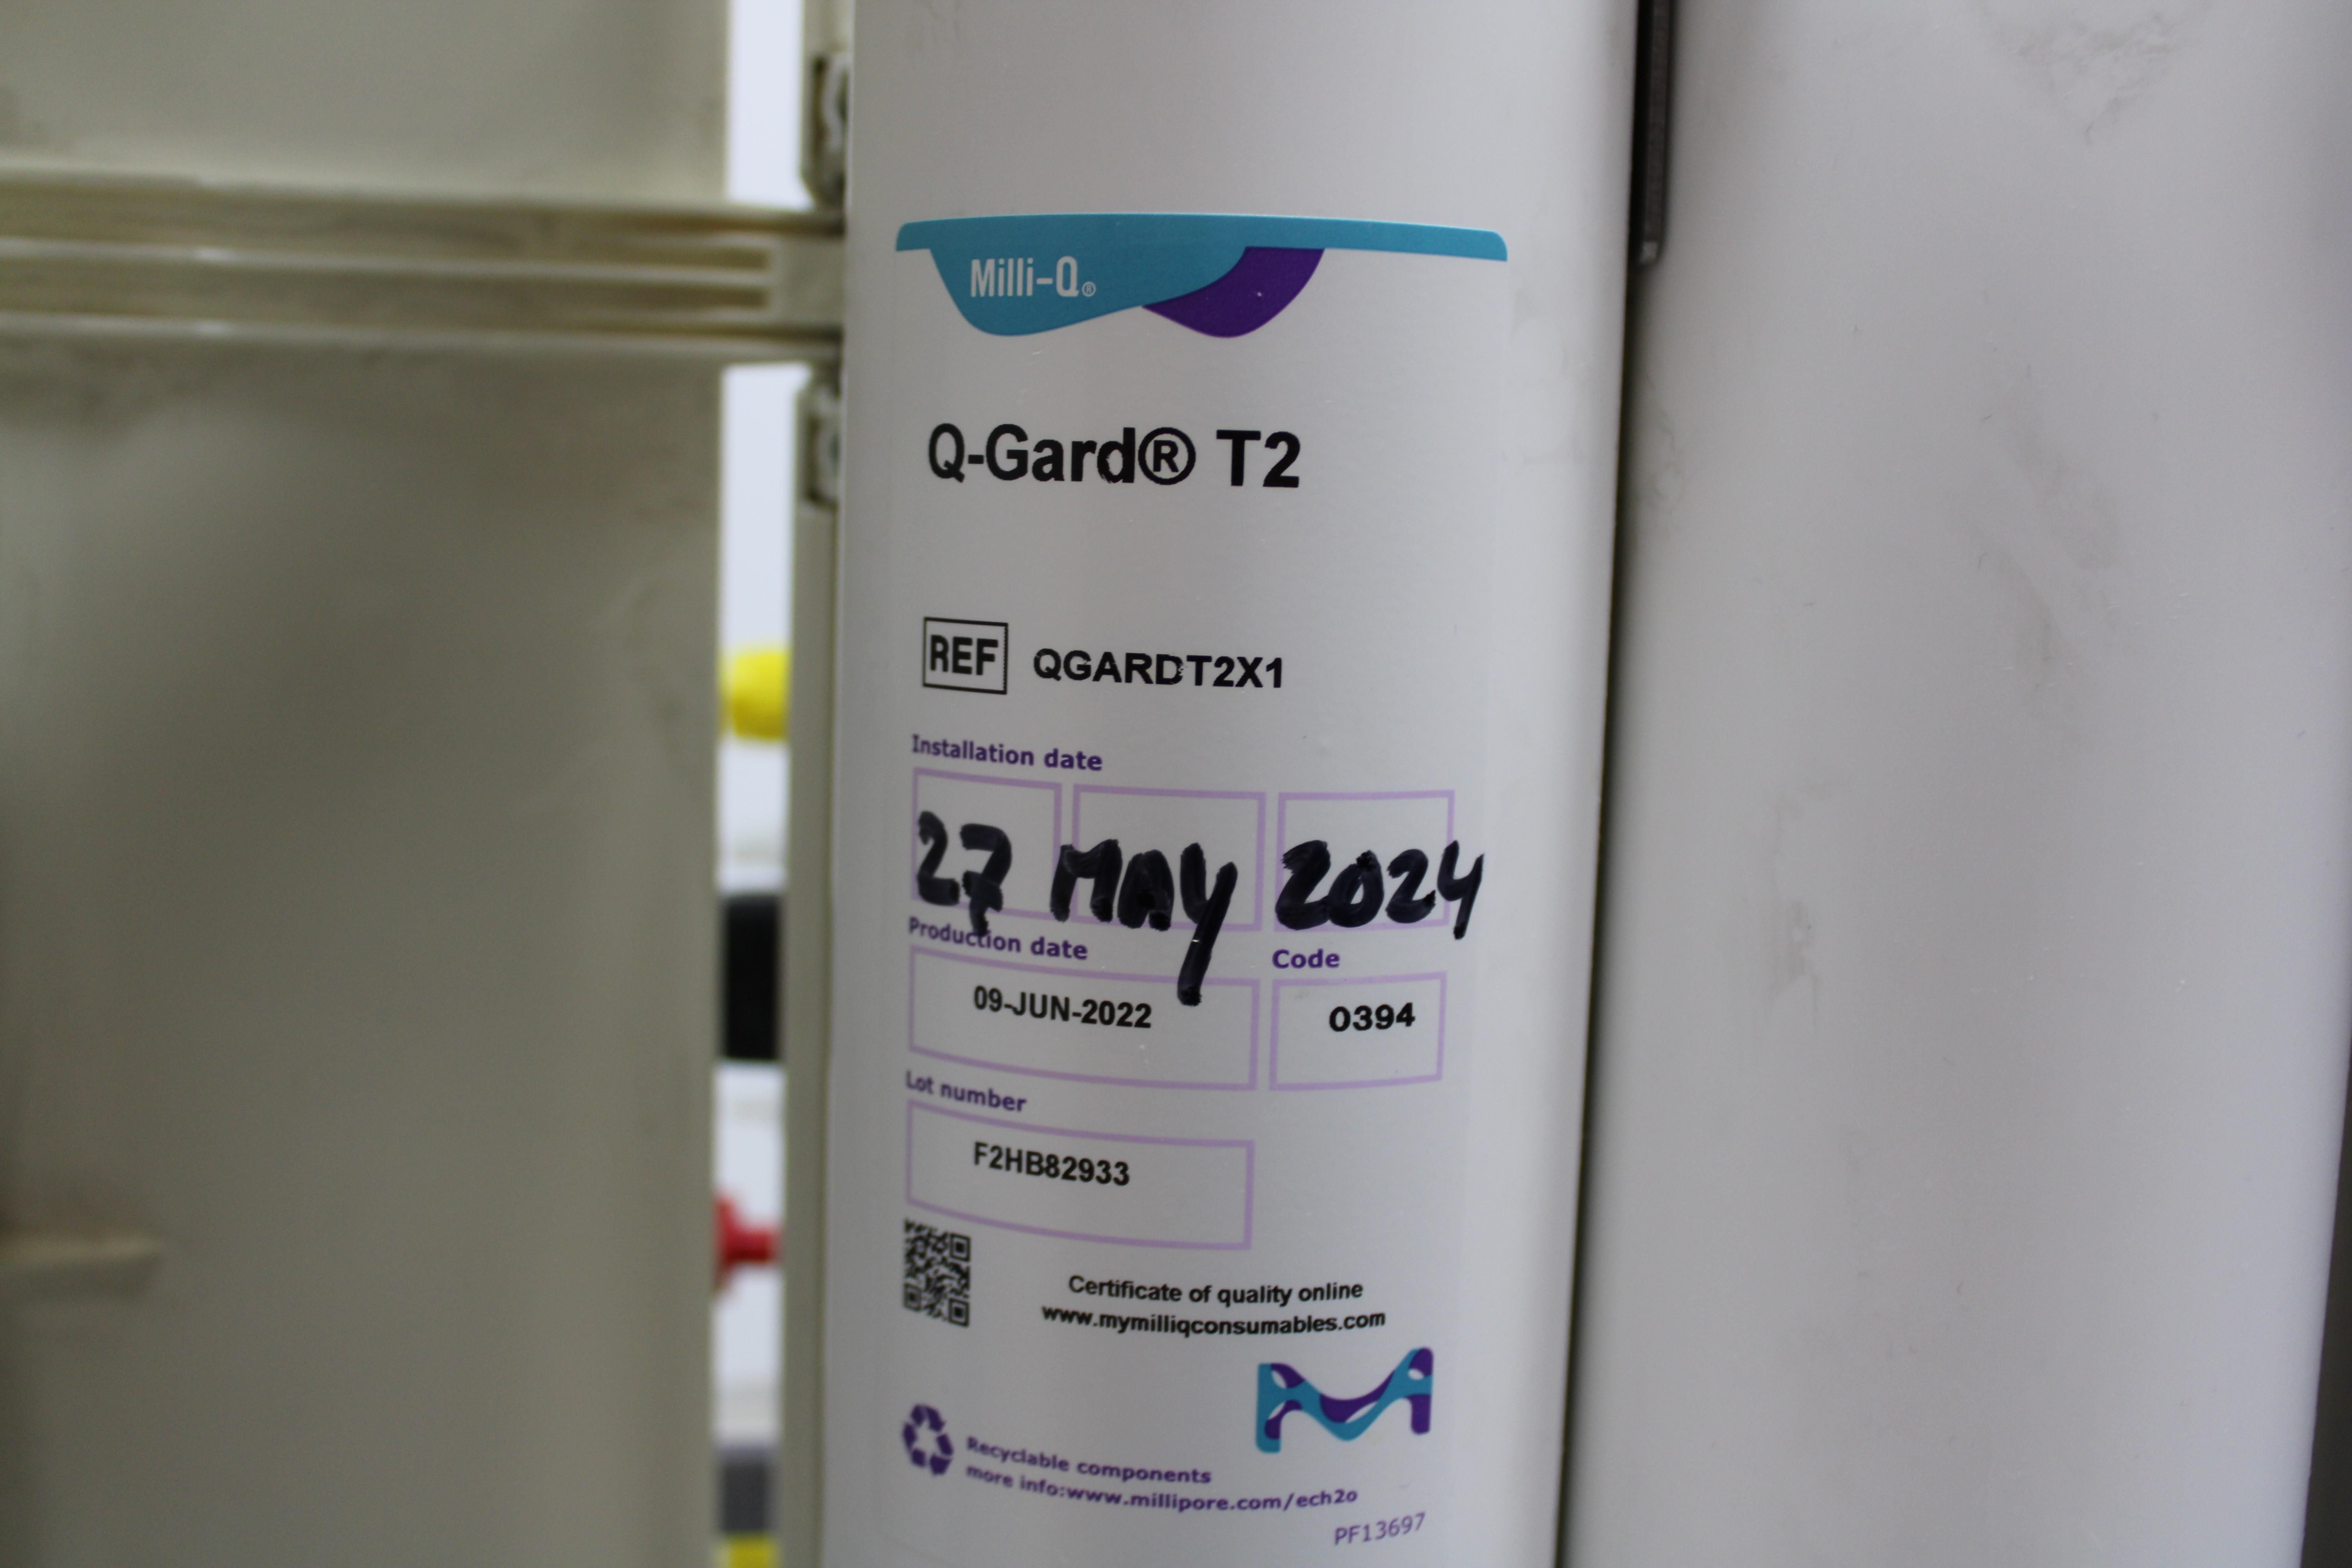 Milli-Q®
Q-Gard® T2
REF QGARDT2X1
Installation date
27 MAY 2024
Production date Code
09-JUN-2022 0394
Lot number
F2HB82933
Certificate of quality online
www.mymilliqconsumables.com
M
Recyclable components
more info:www.millipore.com/ech2o
PF13697